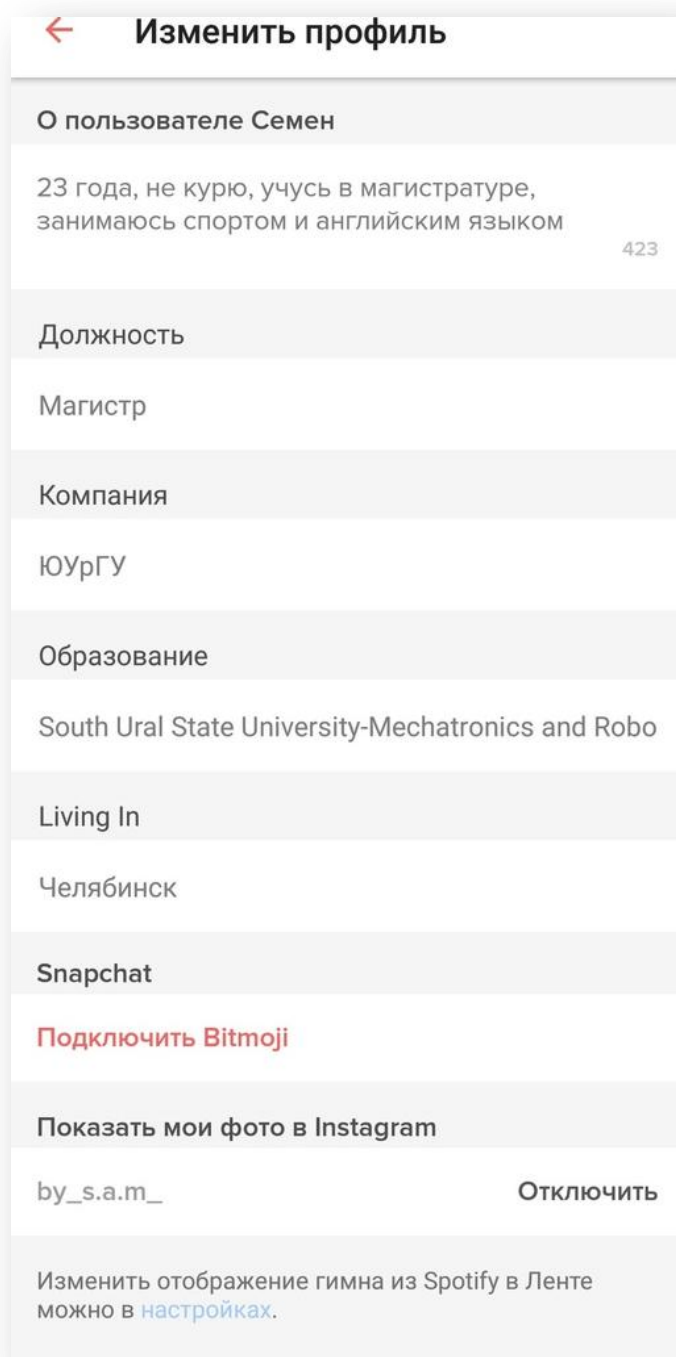 Изменить профиль
О пользователе Семен
23 года, не курю, учусь в магистратуре,
занимаюсь спортом и английским языком
423
Должность
Магистр
Компания
ЮУрГУ
Образование
South Ural State University-Mechatronics and Robo
Living In
Челябинск
Snapchat
Подключить Bitmoji
Показать мои фото в Instagram
by_s.a.m_ Отключить
Изменить отображение гимна из Spotify в Ленте
можно в настройках.